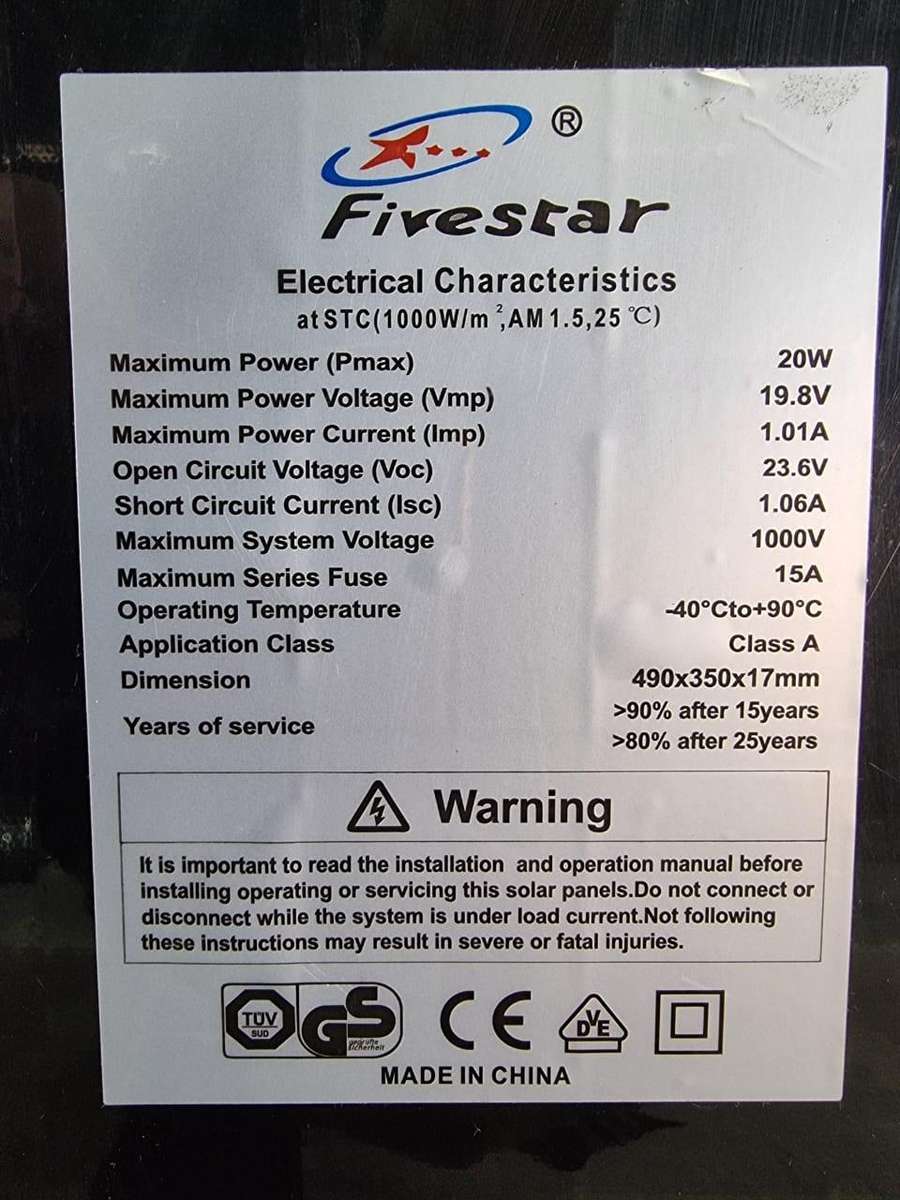 ®
Fivestar
Electrical Characteristics
at STC(1000W/m²,AM1.5,25 ℃)
Maximum Power (Pmax) 20W
Maximum Power Voltage (Vmp) 19.8V
Maximum Power Current (Imp) 1.01A
Open Circuit Voltage (Voc) 23.6V
Short Circuit Current (Isc) 1.06A
Maximum System Voltage 1000V
Maximum Series Fuse 15A
Operating Temperature -40°Cto+90°C
Application Class Class A
Dimension 490x350x17mm
Years of service >90% after 15years
>80% after 25years
Warning
It is important to read the installation and operation manual before
installing operating or servicing this solar panels.Do not connect or
disconnect while the system is under load current.Not following
these instructions may result in severe or fatal injuries.
TÜV
SUD
GS
geprüfte
Sicherheit
CE
DVE
MADE IN CHINA